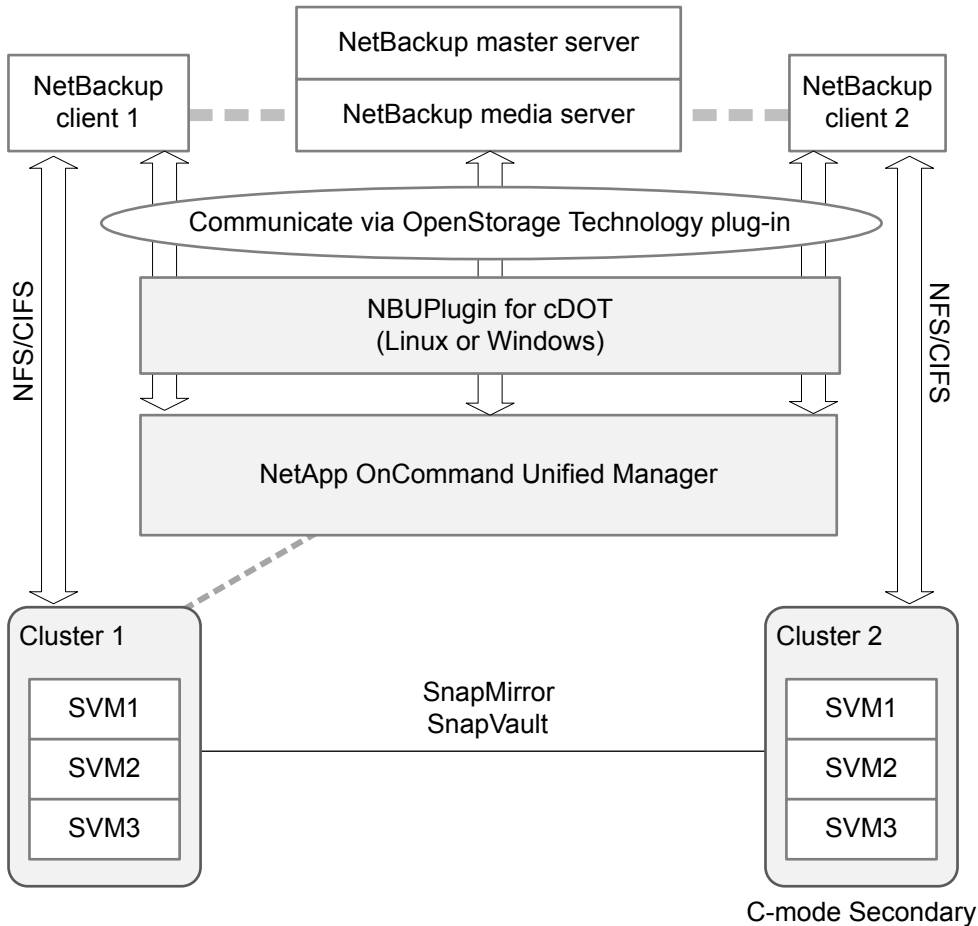 NetBackup master server
NetBackup
client 1
NetBackup media server
NetBackup
client 2
Communicate via OpenStorage Technology plug-in
NFS/CIFS
NBUPlugin for cDOT
(Linux or Windows)
NFS/CIFS
NetApp OnCommand Unified Manager
Cluster 1
SVM1
SVM2
SVM3
SnapMirror
SnapVault
Cluster 2
SVM1
SVM2
SVM3
C-mode Secondary